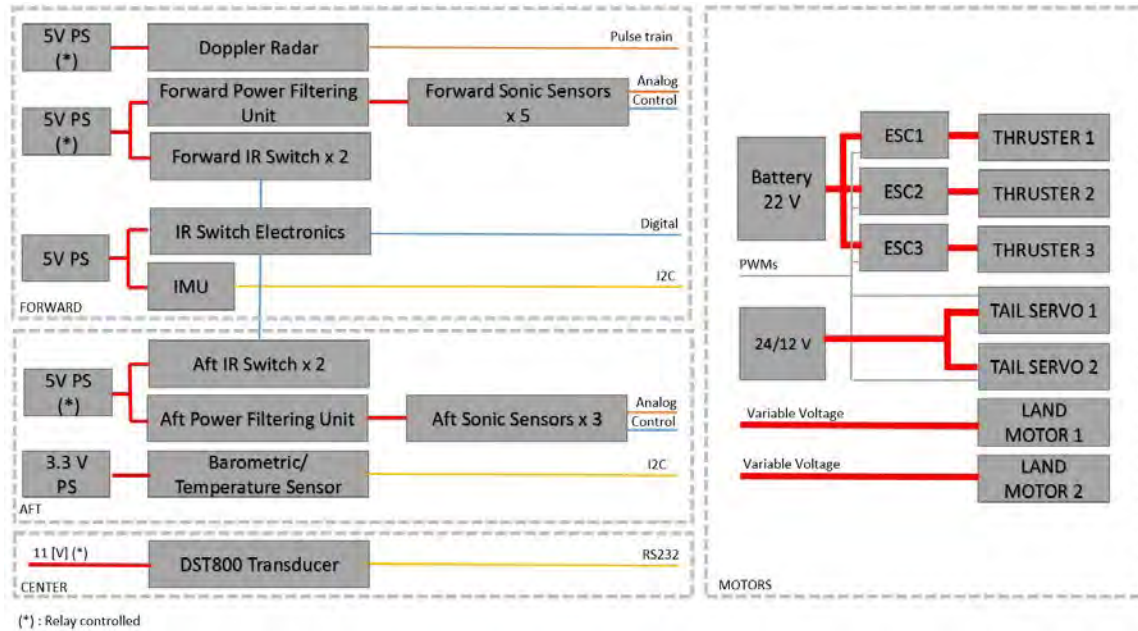 5V PS
(*)
Doppler Radar
Pulse train
5V PS
(*)
Forward Power Filtering
Unit
Forward Sonic Sensors
x 5
Analog
Control
Forward IR Switch x 2
5V PS
IR Switch Electronics
Digital
IMU
I2C
FORWARD
5V PS
(*)
Aft IR Switch x 2
Aft Power Filtering Unit
Aft Sonic Sensors x 3
Analog
Control
3.3 V
PS
Barometric/
Temperature Sensor
I2C
AFT
11 [V] (*)
DST800 Transducer
RS232
CENTER
(*) : Relay controlled
Battery
22 V
ESC1
THRUSTER 1
ESC2
THRUSTER 2
ESC3
THRUSTER 3
PWMs
24/12 V
TAIL SERVO 1
TAIL SERVO 2
Variable Voltage
LAND
MOTOR 1
Variable Voltage
LAND
MOTOR 2
MOTORS